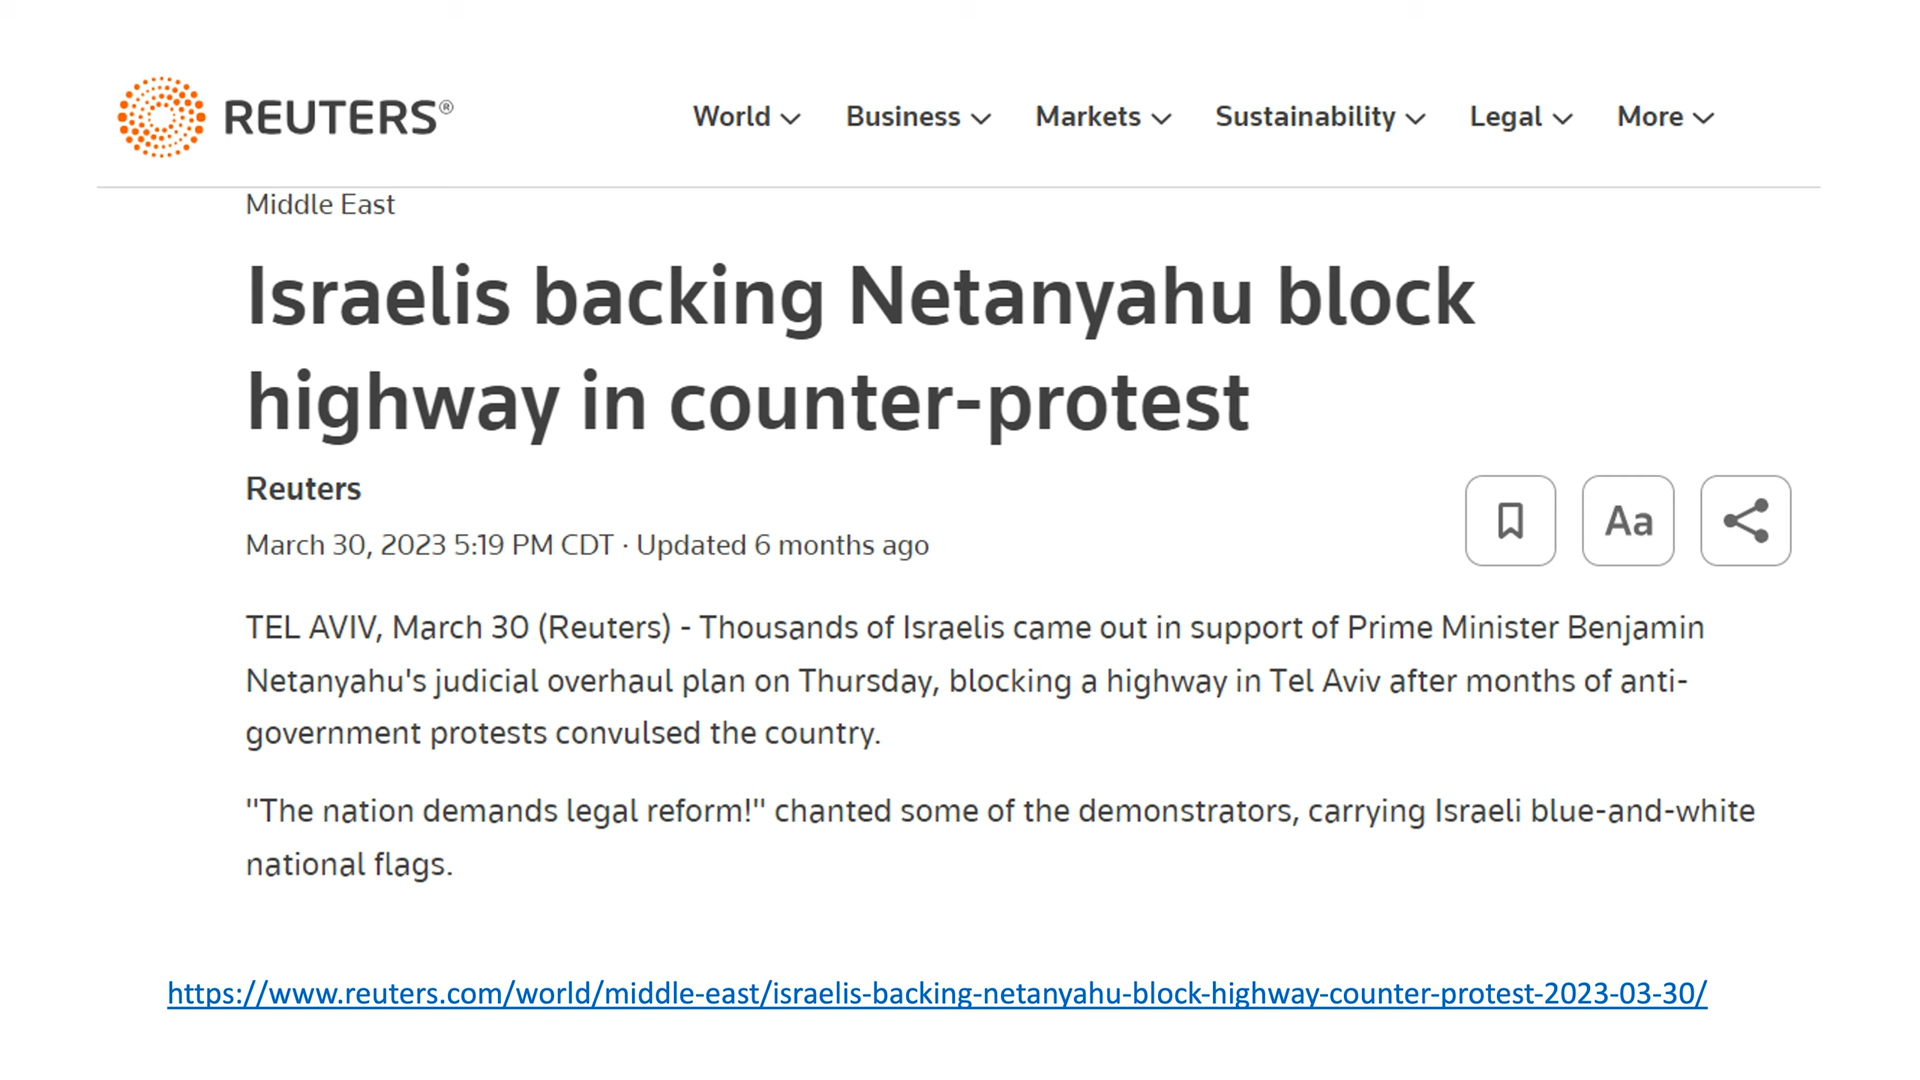 REUTERS®
World Business Markets Sustainability Legal More
Middle East
Israelis backing Netanyahu block
highway in counter-protest
Reuters
March 30, 2023 5:19 PM CDT · Updated 6 months ago
Aa
TEL AVIV, March 30 (Reuters) - Thousands of Israelis came out in support of Prime Minister Benjamin
Netanyahu's judicial overhaul plan on Thursday, blocking a highway in Tel Aviv after months of anti-
government protests convulsed the country.
"The nation demands legal reform!" chanted some of the demonstrators, carrying Israeli blue-and-white
national flags.
https://www.reuters.com/world/middle-east/israelis-backing-netanyahu-block-highway-counter-protest-2023-03-30/